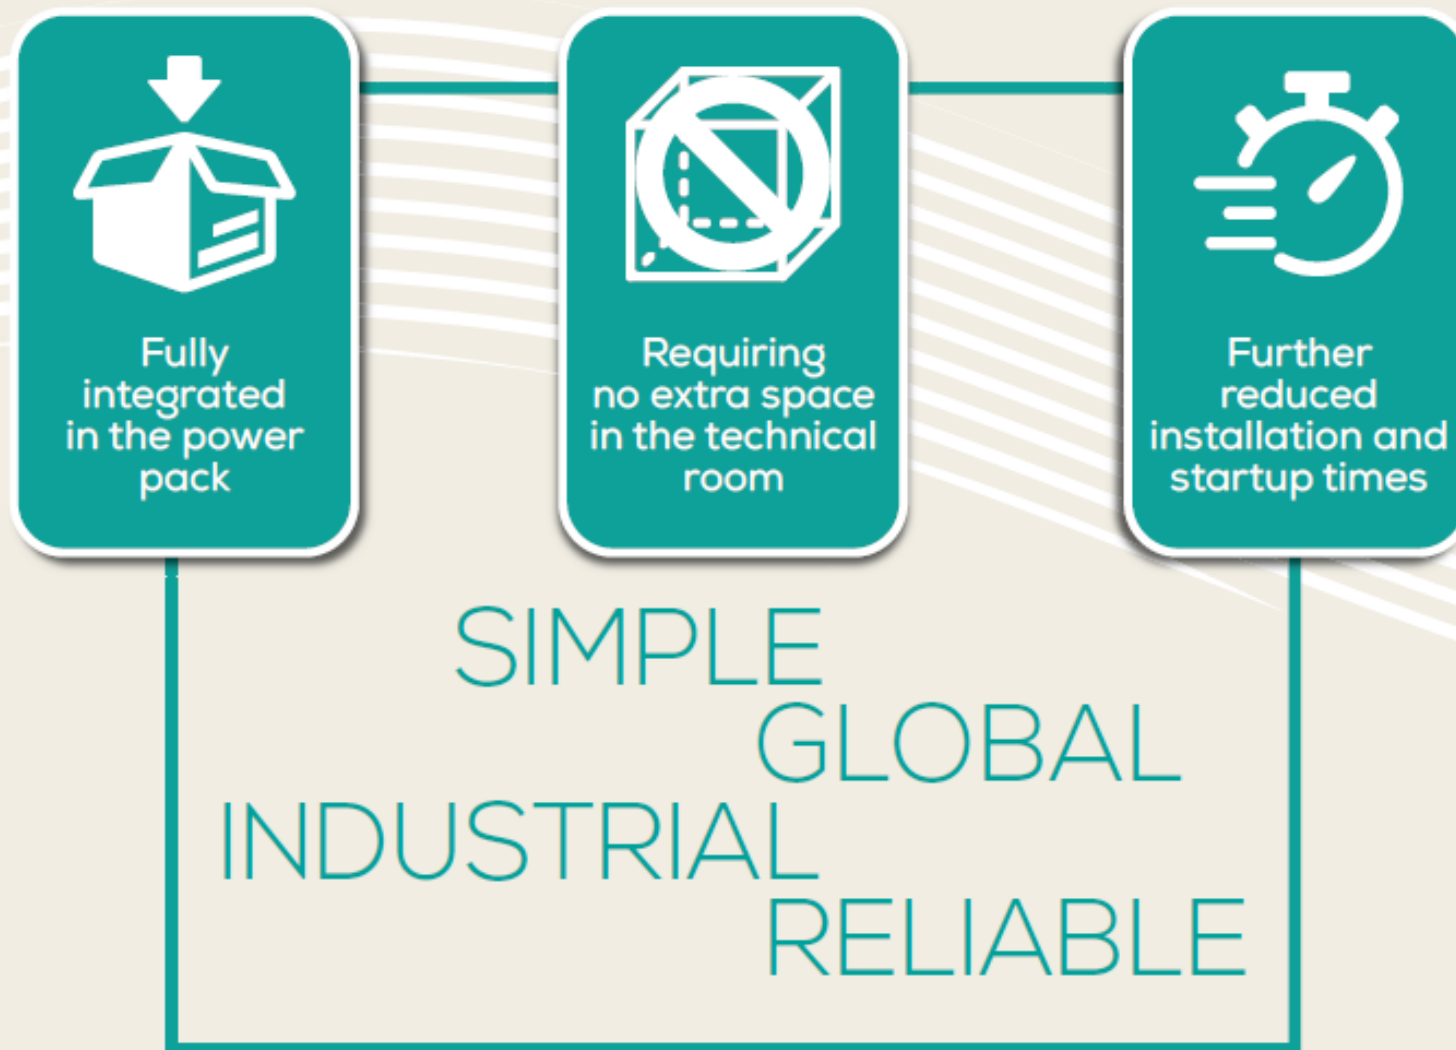 Fully
integrated
in the power
pack
Requiring
no extra space
in the technical
room
Further
reduced
installation and
startup times
SIMPLE
GLOBAL
INDUSTRIAL
RELIABLE